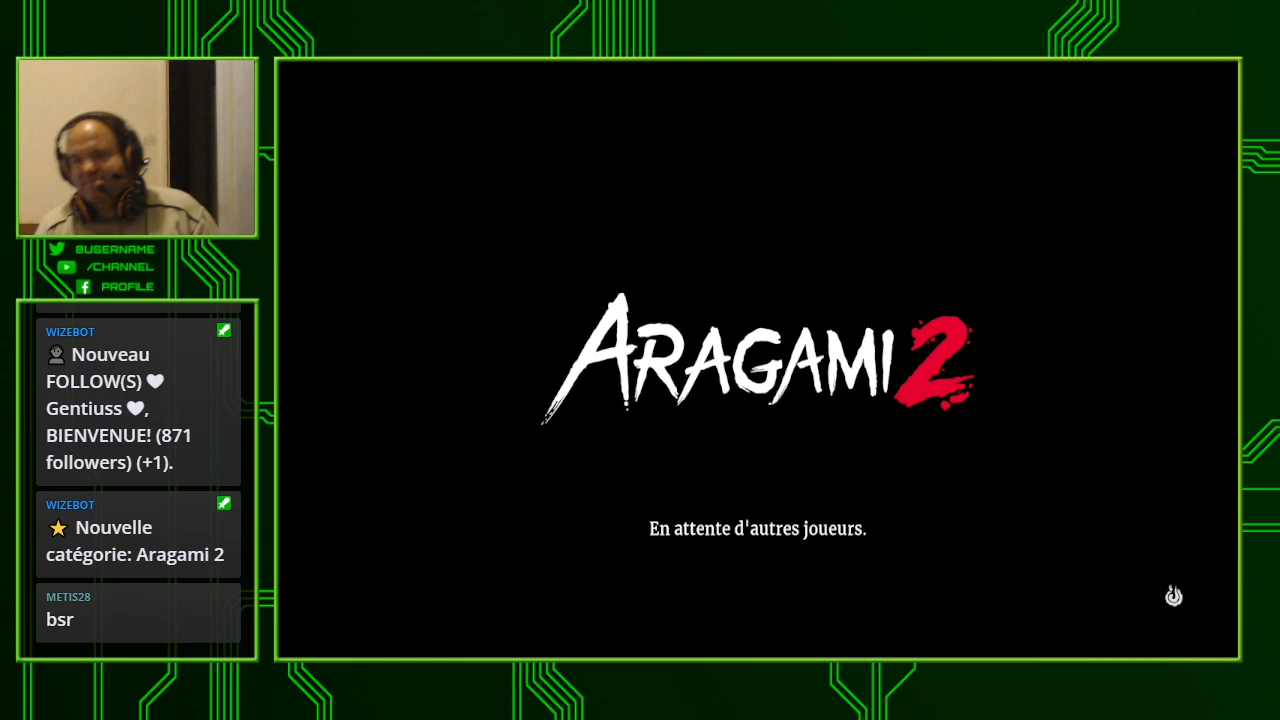 @USERNAME
/CHANNEL
PROFILE
WIZEBOT
Nouveau
FOLLOW(S)
Gentiuss ,
BIENVENUE! (871
followers) (+1).
WIZEBOT
Nouvelle
catégorie: Aragami 2
METIS28
bsr
ARAGAMI 2
En attente d'autres joueurs.